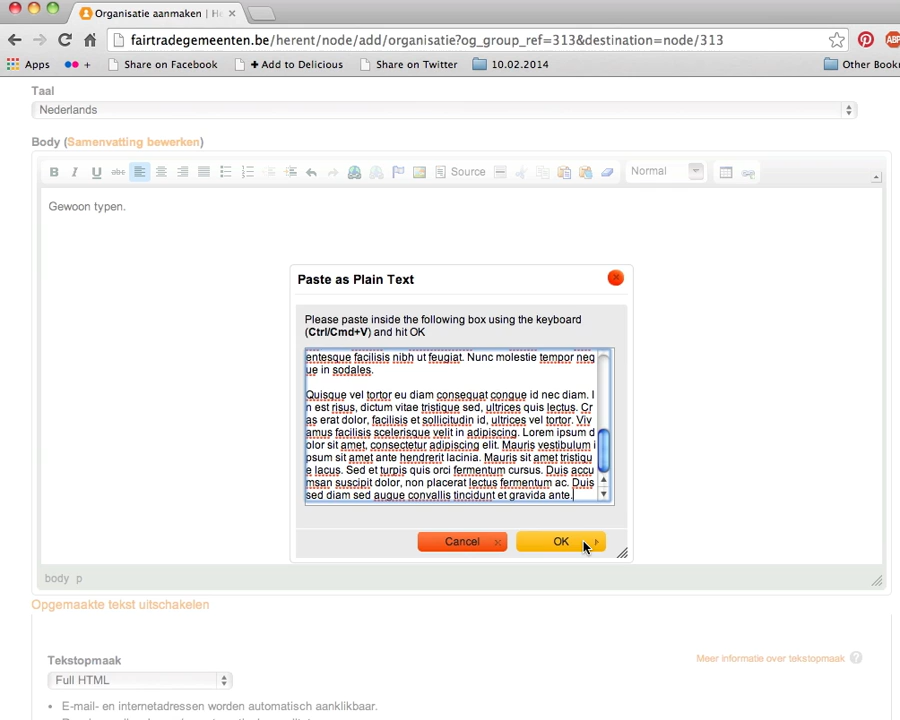 Organisatie aanmaken | He
fairtradegemeenten.be/herent/node/add/organisatie?og_group_ref=313&destination=node/313
ABP
Apps
+
Share on Facebook
+ Add to Delicious
Share on Twitter
10.02.2014
Other Bookm
Taal
Nederlands
Body (Samenvatting bewerken)
B I U abc Source Normal
Gewoon typen.
Paste as Plain Text
Please paste inside the following box using the keyboard
(Ctrl/Cmd+V) and hit OK
entesque facilisis nibh ut feugiat. Nunc molestie tempor neq
ue in sodales.
Quisque vel tortor eu diam consequat congue id nec diam. I
n est risus, dictum vitae tristique sed, ultrices quis lectus. Cr
as erat dolor, facilisis et sollicitudin id, ultrices vel tortor. Viv
amus facilisis scelerisque velit in adipiscing. Lorem ipsum d
olor sit amet, consectetur adipiscing elit. Mauris vestibulum i
psum sit amet ante hendrerit lacinia. Mauris sit amet tristiqu
e lacus. Sed et turpis quis orci fermentum cursus. Duis accu
msan suscipit dolor, non placerat lectus fermentum ac. Duis
sed diam sed augue convallis tincidunt et gravida ante.
Cancel
OK
body p
Opgemaakte tekst uitschakelen
Tekstopmaak
Meer informatie over tekstopmaak ?
Full HTML
• E-mail- en internetadressen worden automatisch aanklikbaar.